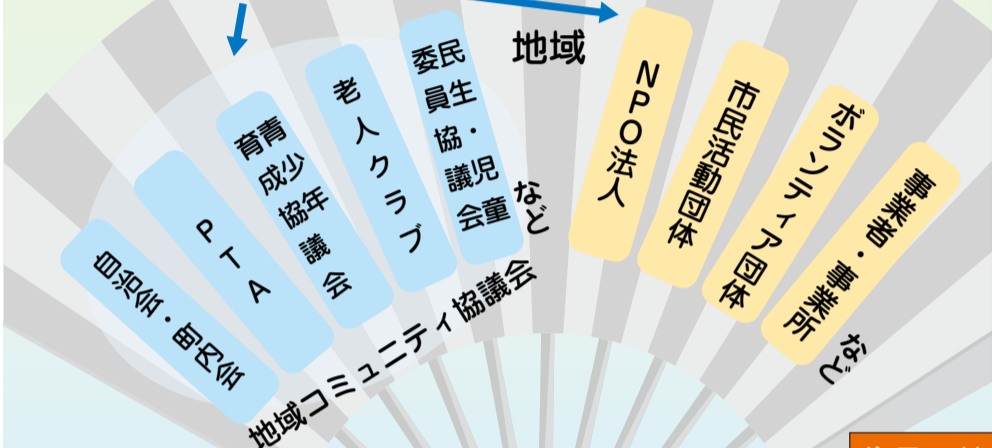 地域
自治会・町内会
PTA
青少年
育成協議会
老人クラブ
民生・児童
委員協議会
など
地域コミュニティ協議会
NPO法人
市民活動団体
ボランティア団体
事業者・事業所
など